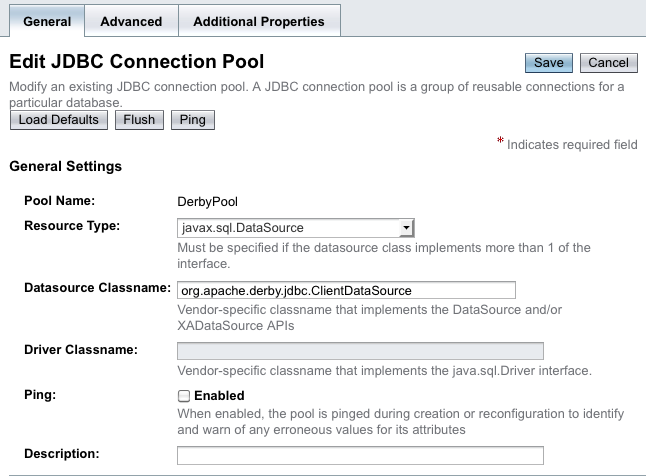 General Advanced Additional Properties
Edit JDBC Connection Pool Save Cancel
Modify an existing JDBC connection pool. A JDBC connection pool is a group of reusable connections for a
particular database.
Load Defaults Flush Ping
* Indicates required field
General Settings
Pool Name: DerbyPool
Resource Type: javax.sql.DataSource
Must be specified if the datasource class implements more than 1 of the
interface.
Datasource Classname: org.apache.derby.jdbc.ClientDataSource
Vendor-specific classname that implements the DataSource and/or
XADataSource APIs
Driver Classname:
Vendor-specific classname that implements the java.sql.Driver interface.
Ping: Enabled
When enabled, the pool is pinged during creation or reconfiguration to identify
and warn of any erroneous values for its attributes
Description: